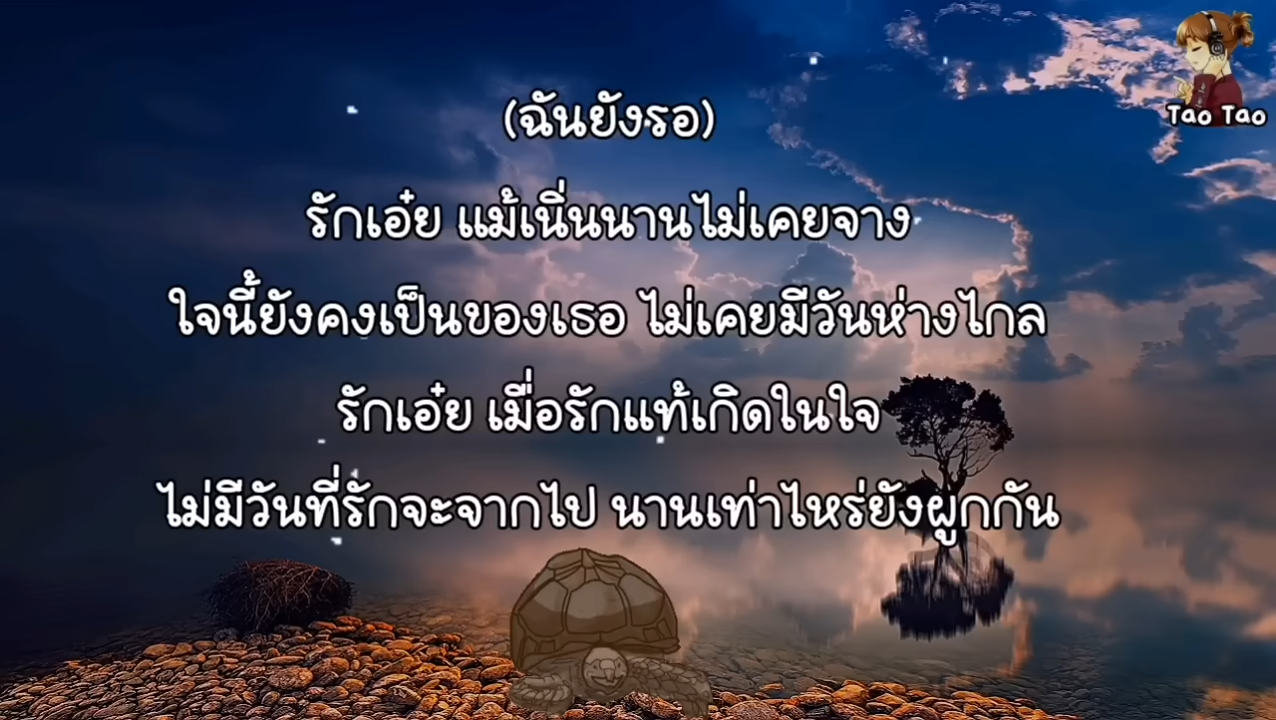 Tao Tao
(ฉันยังรอ)
รักเอ๋ย แม้เนิ่นนานไม่เคยจาง
ใจนี้ยังคงเป็นของเธอ ไม่เคยมีวันห่างไกล
รักเอ๋ย เมื่อรักแท้เกิดในใจ
ไม่มีวันที่รักจะจากไป นานเท่าไหร่ยังผูกกัน